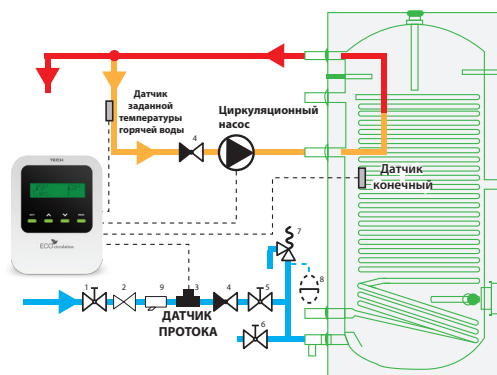 Датчик
заданной
температуры
горячей воды
Циркуляционный
насос
4
Датчик
конечный
TECH
ECOcirculation
7
8
1
2
9
3
4
5
ДАТЧИК
ПРОТОКА
6